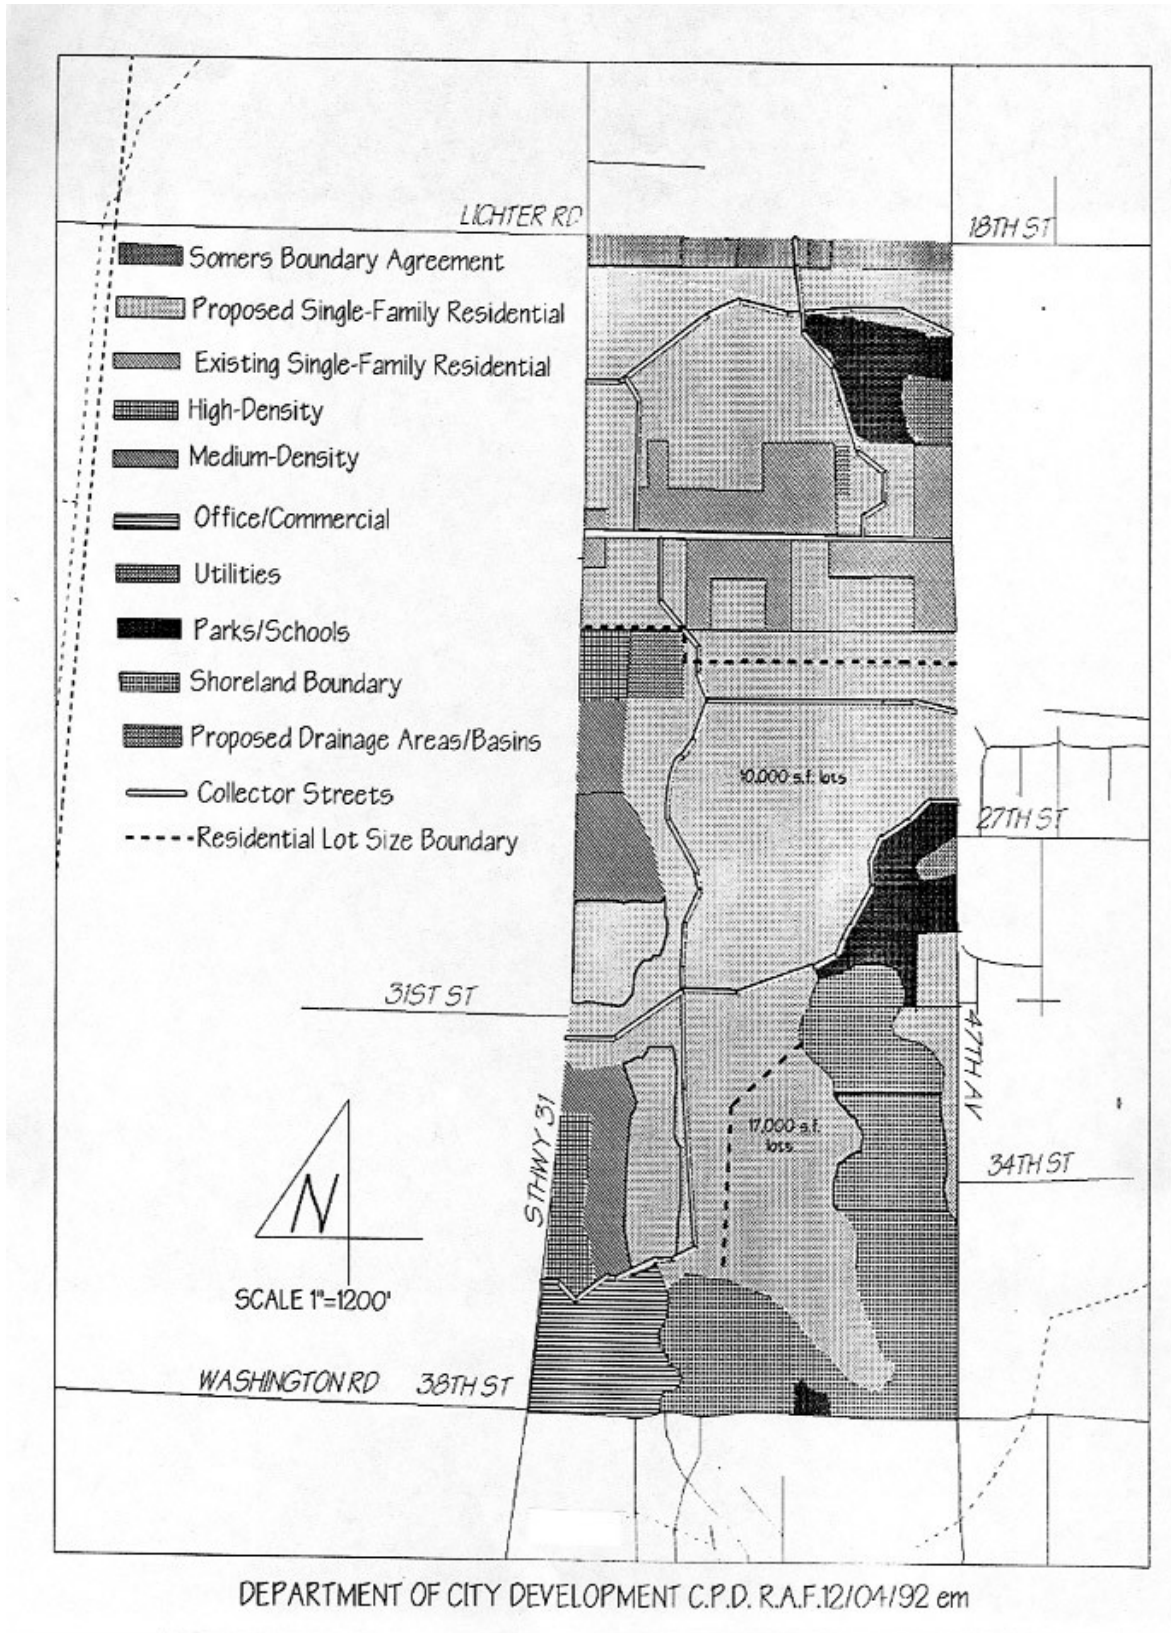 LICHTER RD
18TH ST
Somers Boundary Agreement
Proposed Single-Family Residential
Existing Single-Family Residential
High-Density
Medium-Density
Office/Commercial
Utilities
Parks/Schools
Shoreland Boundary
Proposed Drainage Areas/Basins
Collector Streets
Residential Lot Size Boundary
10,000 s.f. lots
27TH ST
31ST ST
47TH AV
STHWY 31
17,000 s.f.
lots
34TH ST
N
SCALE 1"=1200'
WASHINGTON RD 38TH ST
DEPARTMENT OF CITY DEVELOPMENT C.P.D. R.A.F.12/04/92 em